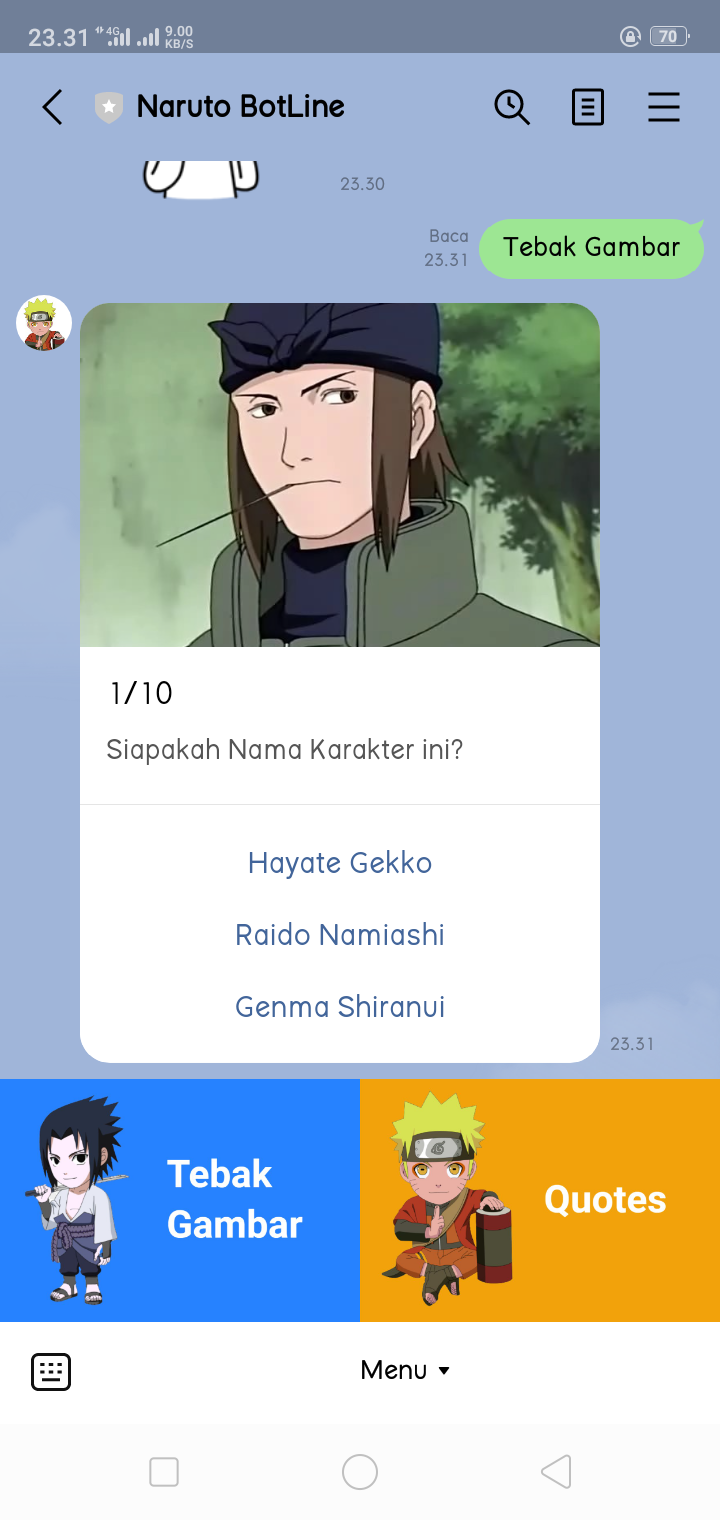 23.31 4G 9.00 KB/S 70
Naruto BotLine
23.30
Baca
23.31
Tebak Gambar
1/10
Siapakah Nama Karakter ini?
Hayate Gekko
Raido Namiashi
Genma Shiranui
23.31
Tebak
Gambar
Quotes
Menu